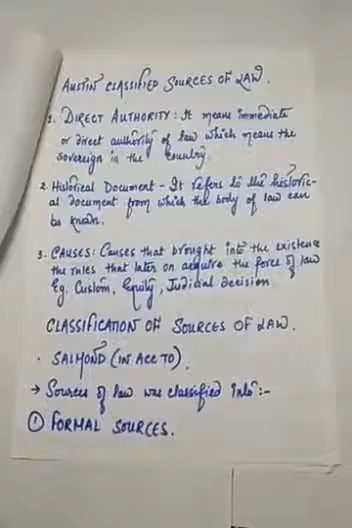 AUSTIN CLASSIFIED SOURCES OF LAW.
1. DIRECT AUTHORITY: It means immediate
or direct authority of law which means the
sovereign in the country.
2. Historical Document - It refers to the historic-
al document from which the body of law can
be known.
3. CAUSES: Causes that brought into the existence
the rules that later on acquire the force of law
Eg. Custom, Equity, Judicial decision.
CLASSIFICATION OF SOURCES OF LAW.
· SALMOND (IN ACC TO).
→ Sources of law was classified into:-
① FORMAL SOURCES.